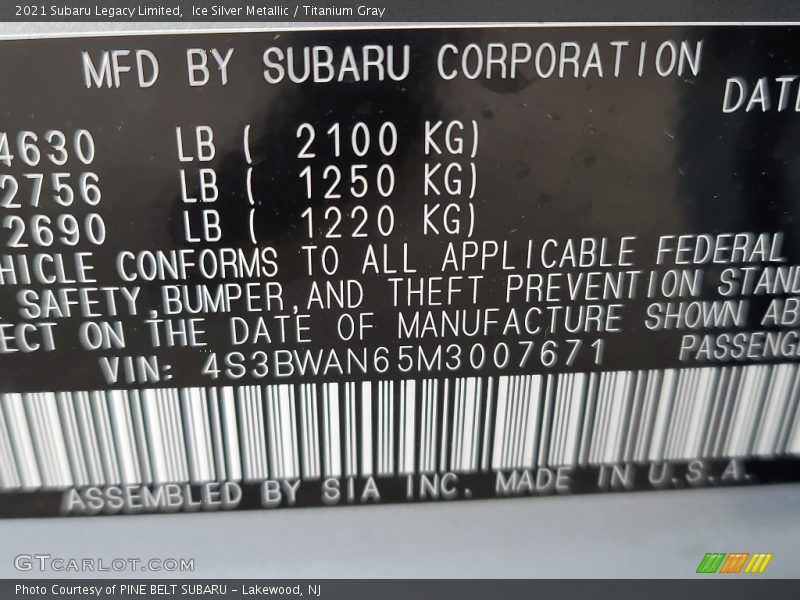 2021 Subaru Legacy Limited, Ice Silver Metallic / Titanium Gray
MFD BY SUBARU CORPORATION
DATE
4630 LB ( 2100 KG)
2756 LB ( 1250 KG)
2690 LB ( 1220 KG)
HICLE CONFORMS TO ALL APPLICABLE FEDERAL
SAFETY,BUMPER,AND THEFT PREVENTION STAND
ECT ON THE DATE OF MANUFACTURE SHOWN AB
VIN: 4S3BWAN65M3007671 PASSENGE
ASSEMBLED BY SIA INC. MADE IN U.S.A.
GTCARLOT.COM
Photo Courtesy of PINE BELT SUBARU - Lakewood, NJ